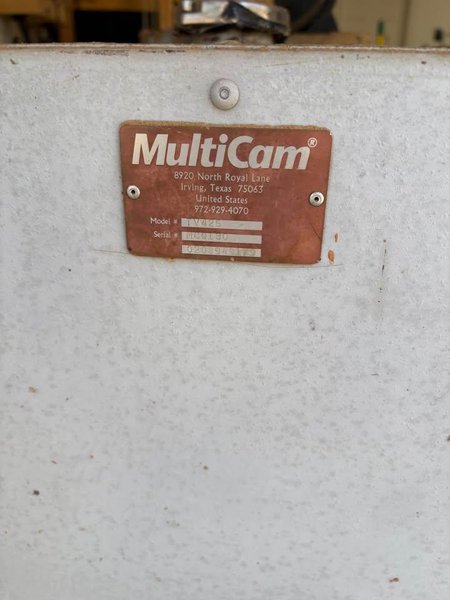 MultiCam®
8920 North Royal Lane
Irving, Texas 75063
United States
972-929-4070
Model #
Serial #